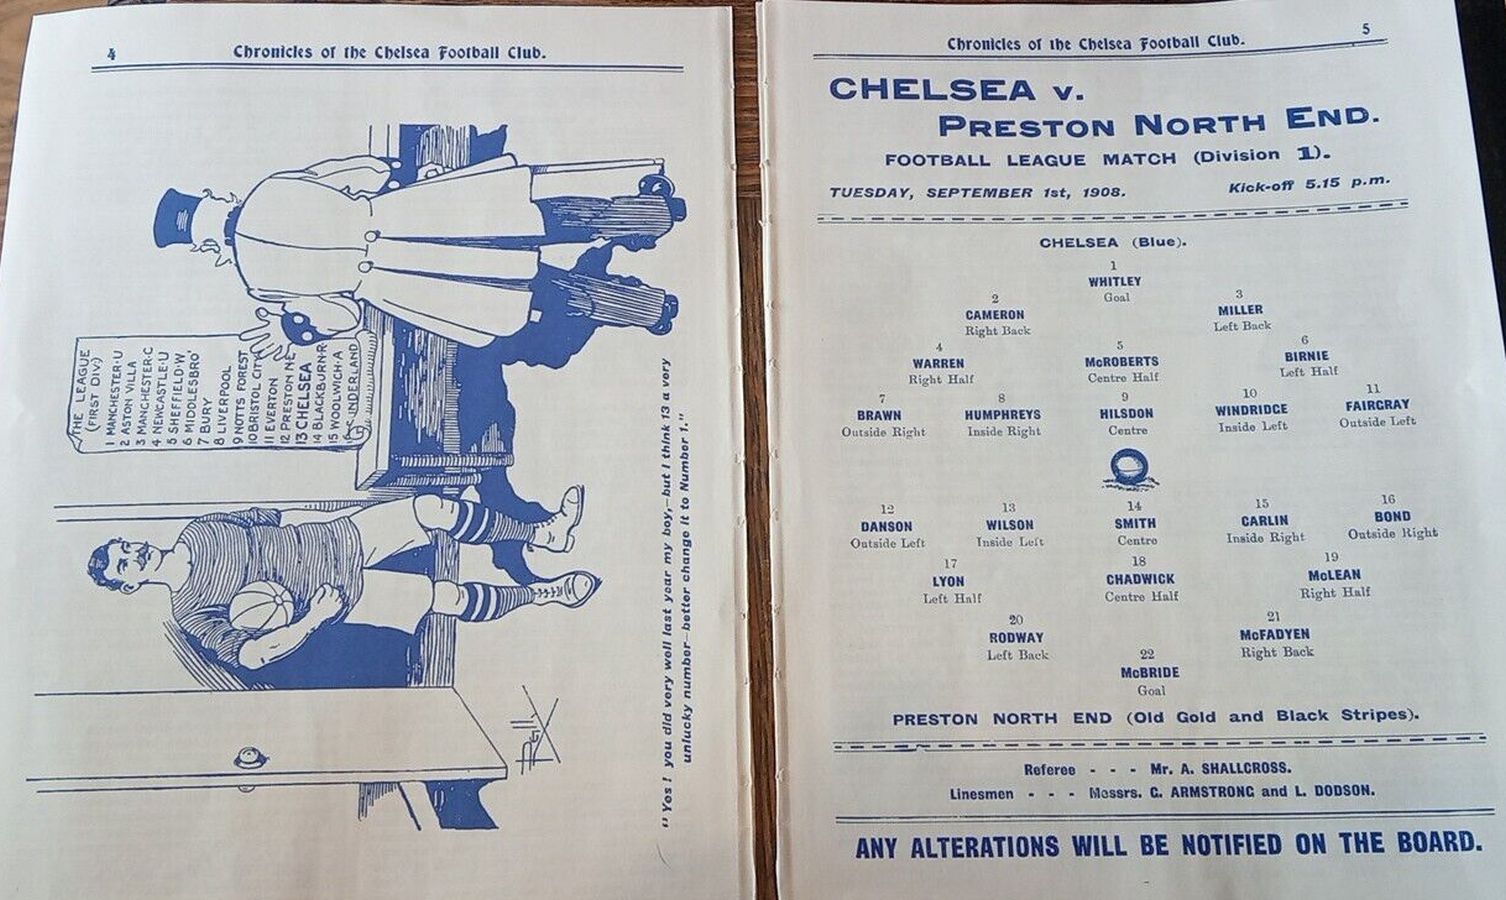 4
Chronicles of the Chelsea Football Club.
THE LEAGUE
(FIRST DIV:)
1 MANCHESTER·U
2 ASTON VILLA
3 MANCHESTER·C
4 NEWCASTLE·U
5 SHEFFIELD·W
6 MIDDLESBRO'
7 BURY
8 LIVERPOOL
9 NOTTS FOREST
10 BRISTOL CITY
11 EVERTON
12 PRESTON NE
13 CHELSEA
14 BLACKBURN·R
15 WOOLWICH·A
"Yes! you did very well last year my boy,—but I think 13 a very
unlucky number—better change it to Number 1."
Chronicles of the Chelsea Football Club.
5
CHELSEA v.
PRESTON NORTH END.
FOOTBALL LEAGUE MATCH (Division 1).
TUESDAY, SEPTEMBER 1st, 1908. Kick-off 5.15 p.m.
CHELSEA (Blue).
1
WHITLEY
Goal
2 3
CAMERON MILLER
Right Back Left Back
4 5 6
WARREN McROBERTS BIRNIE
Right Half Centre Half Left Half
7 8 9 10 11
BRAWN HUMPHREYS HILSDON WINDRIDGE FAIRGRAY
Outside Right Inside Right Centre Inside Left Outside Left
12 13 14 15 16
DANSON WILSON SMITH CARLIN BOND
Outside Left Inside Left Centre Inside Right Outside Right
17 18 19
LYON CHADWICK McLEAN
Left Half Centre Half Right Half
20 21
RODWAY McFADYEN
Left Back Right Back
22
McBRIDE
Goal
PRESTON NORTH END (Old Gold and Black Stripes).
Referee - - - Mr. A. SHALLCROSS.
Linesmen - - - Messrs. C. ARMSTRONG and L. DODSON.
ANY ALTERATIONS WILL BE NOTIFIED ON THE BOARD.